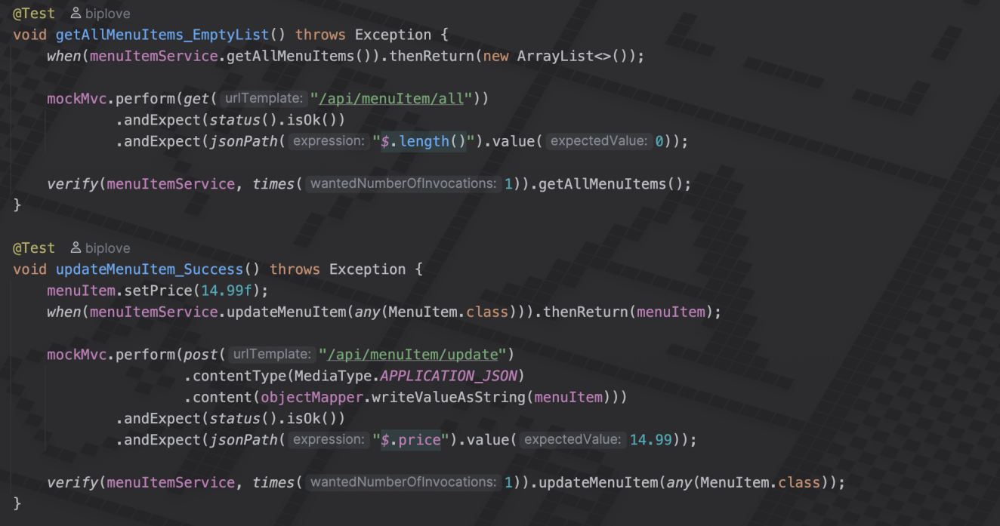 @Test biplove
void getAllMenuItems_EmptyList() throws Exception {
when(menuItemService.getAllMenuItems()).thenReturn(new ArrayList<>());
mockMvc.perform(get( urlTemplate: "/api/menuItem/all"))
.andExpect(status().isOk())
.andExpect(jsonPath( expression: "$.length()").value( expectedValue: 0));
verify(menuItemService, times( wantedNumberOfInvocations: 1)).getAllMenuItems();
}
@Test biplove
void updateMenuItem_Success() throws Exception {
menuItem.setPrice(14.99f);
when(menuItemService.updateMenuItem(any(MenuItem.class))).thenReturn(menuItem);
mockMvc.perform(post( urlTemplate: "/api/menuItem/update")
.contentType(MediaType.APPLICATION_JSON)
.content(objectMapper.writeValueAsString(menuItem)))
.andExpect(status().isOk())
.andExpect(jsonPath( expression: "$.price").value( expectedValue: 14.99));
verify(menuItemService, times( wantedNumberOfInvocations: 1)).updateMenuItem(any(MenuItem.class));
}